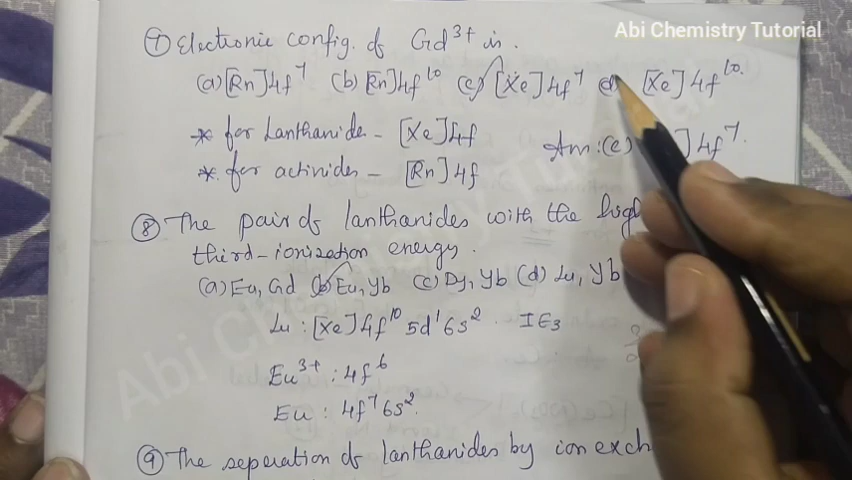 Abi Chemistry Tutorial
⑦ Electronic config. of Gd³⁺ is.
(a) [Rn]4f⁷ (b) [Rn]4f¹⁰ (c) [Xe]4f⁷ (d) [Xe]4f¹⁰.
* for Lanthanide - [Xe]4f
* for actinides - [Rn]4f
Ans: (c) ]4f⁷.
⑧ The pair of lanthanides with the
third-ionization energy.
(a) Eu, Gd (b) Eu, Yb (c) Dy, Yb (d) Lu, Yb
Lu : [Xe]4f¹⁰ 5d¹ 6s². IE₃
Eu³⁺ : 4f⁶
Eu : 4f⁷ 6s².
⑨ The separation of lanthanides by ion exch